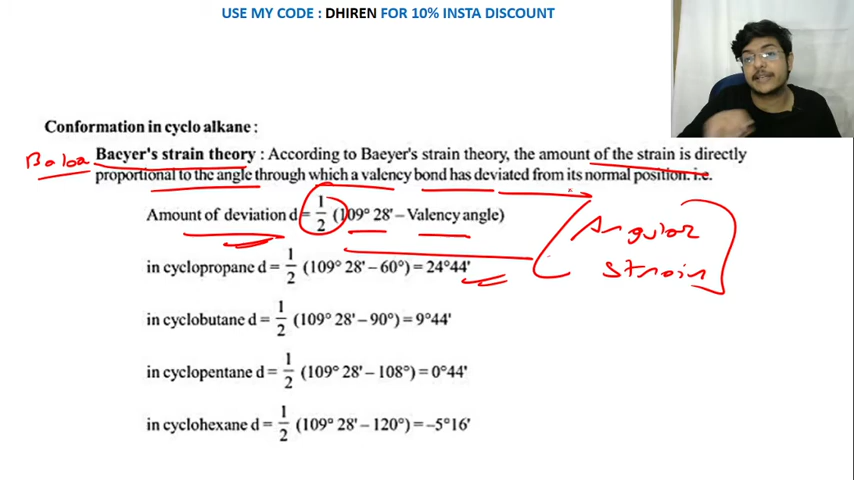 USE MY CODE : DHIREN FOR 10% INSTA DISCOUNT
Conformation in cyclo alkane :
Baeyer's strain theory : According to Baeyer's strain theory, the amount of the strain is directly
proportional to the angle through which a valency bond has deviated from its normal position. i.e.
Amount of deviation d = 1/2 (109° 28' – Valency angle)
Angular
strain
in cyclopropane d = 1/2 (109° 28' – 60°) = 24°44'
in cyclobutane d = 1/2 (109° 28' – 90°) = 9°44'
in cyclopentane d = 1/2 (109° 28' – 108°) = 0°44'
in cyclohexane d = 1/2 (109° 28' – 120°) = –5°16'